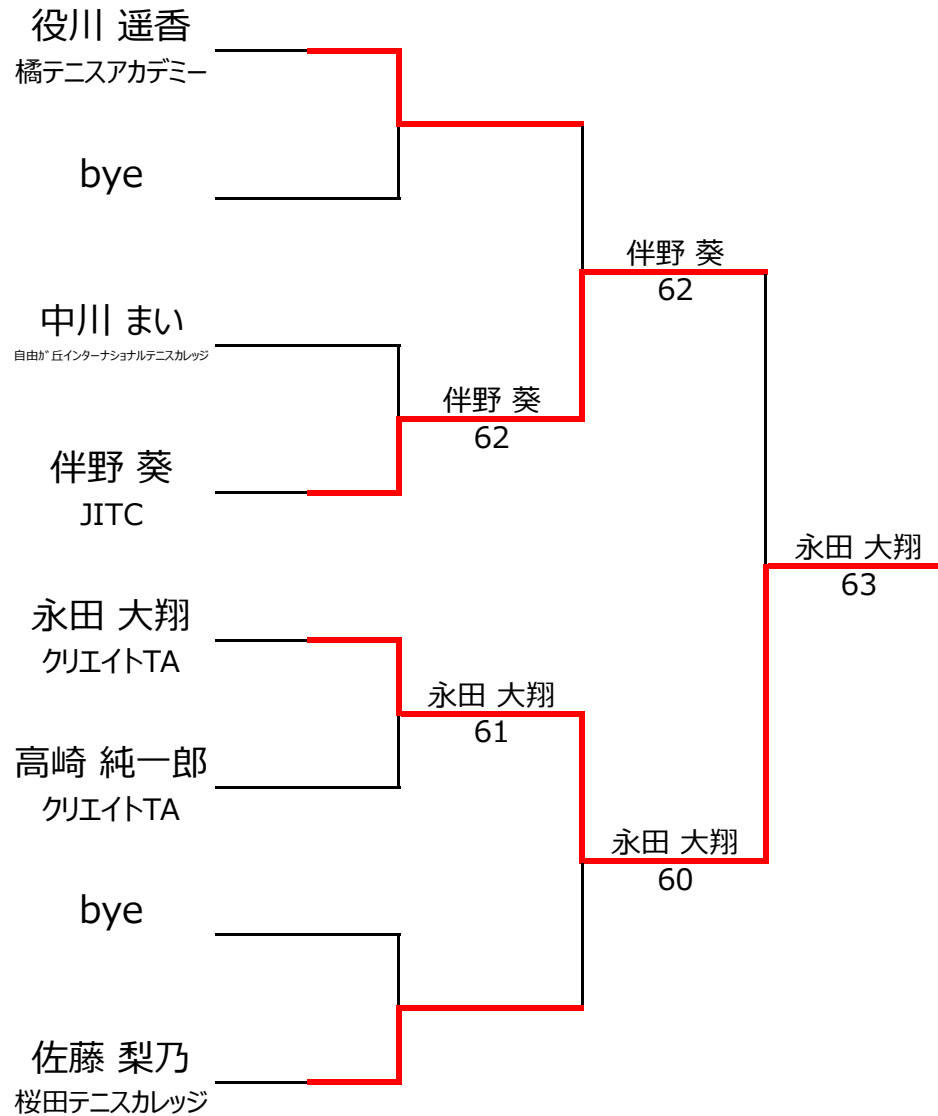 役川 遥香
橘テニスアカデミー
bye
中川 まい
自由ｶﾞ丘インターナショナルテニスカレッジ
伴野 葵
JITC
永田 大翔
クリエイトTA
高崎 純一郎
クリエイトTA
bye
佐藤 梨乃
桜田テニスカレッジ
伴野 葵
62
永田 大翔
61
伴野 葵
62
永田 大翔
60
永田 大翔
63